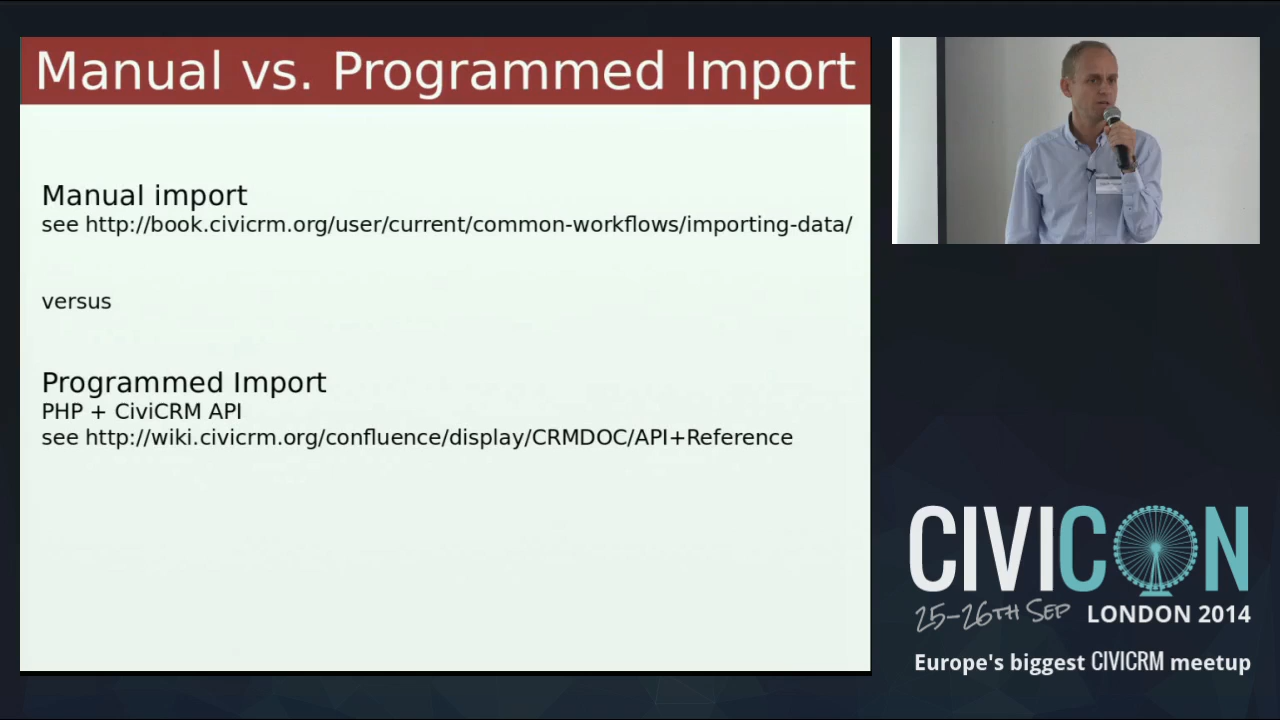 Manual vs. Programmed Import
Manual import
see http://book.civicrm.org/user/current/common-workflows/importing-data/
versus
Programmed Import
PHP + CiviCRM API
see http://wiki.civicrm.org/confluence/display/CRMDOC/API+Reference
CIVICON
25-26TH SEP LONDON 2014
Europe's biggest CIVICRM meetup